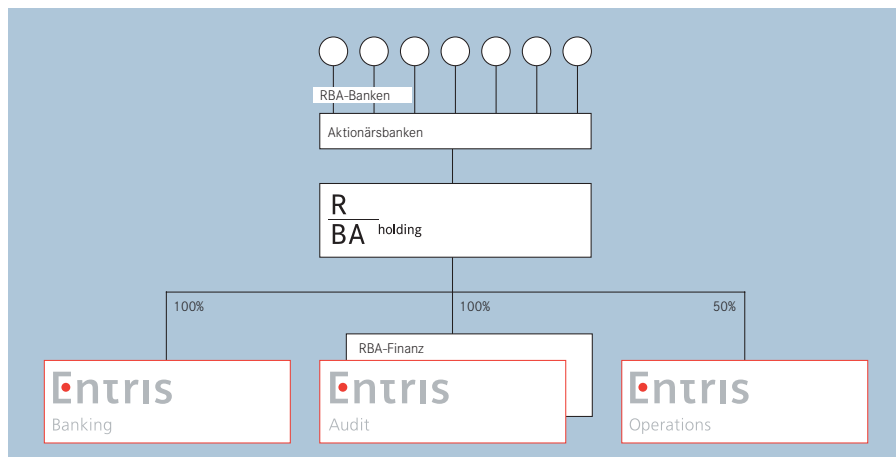 RBA-Banken
Aktionärsbanken
R
BA holding
100%
100%
50%
RBA-Finanz
Entris
Banking
Entris
Audit
Entris
Operations